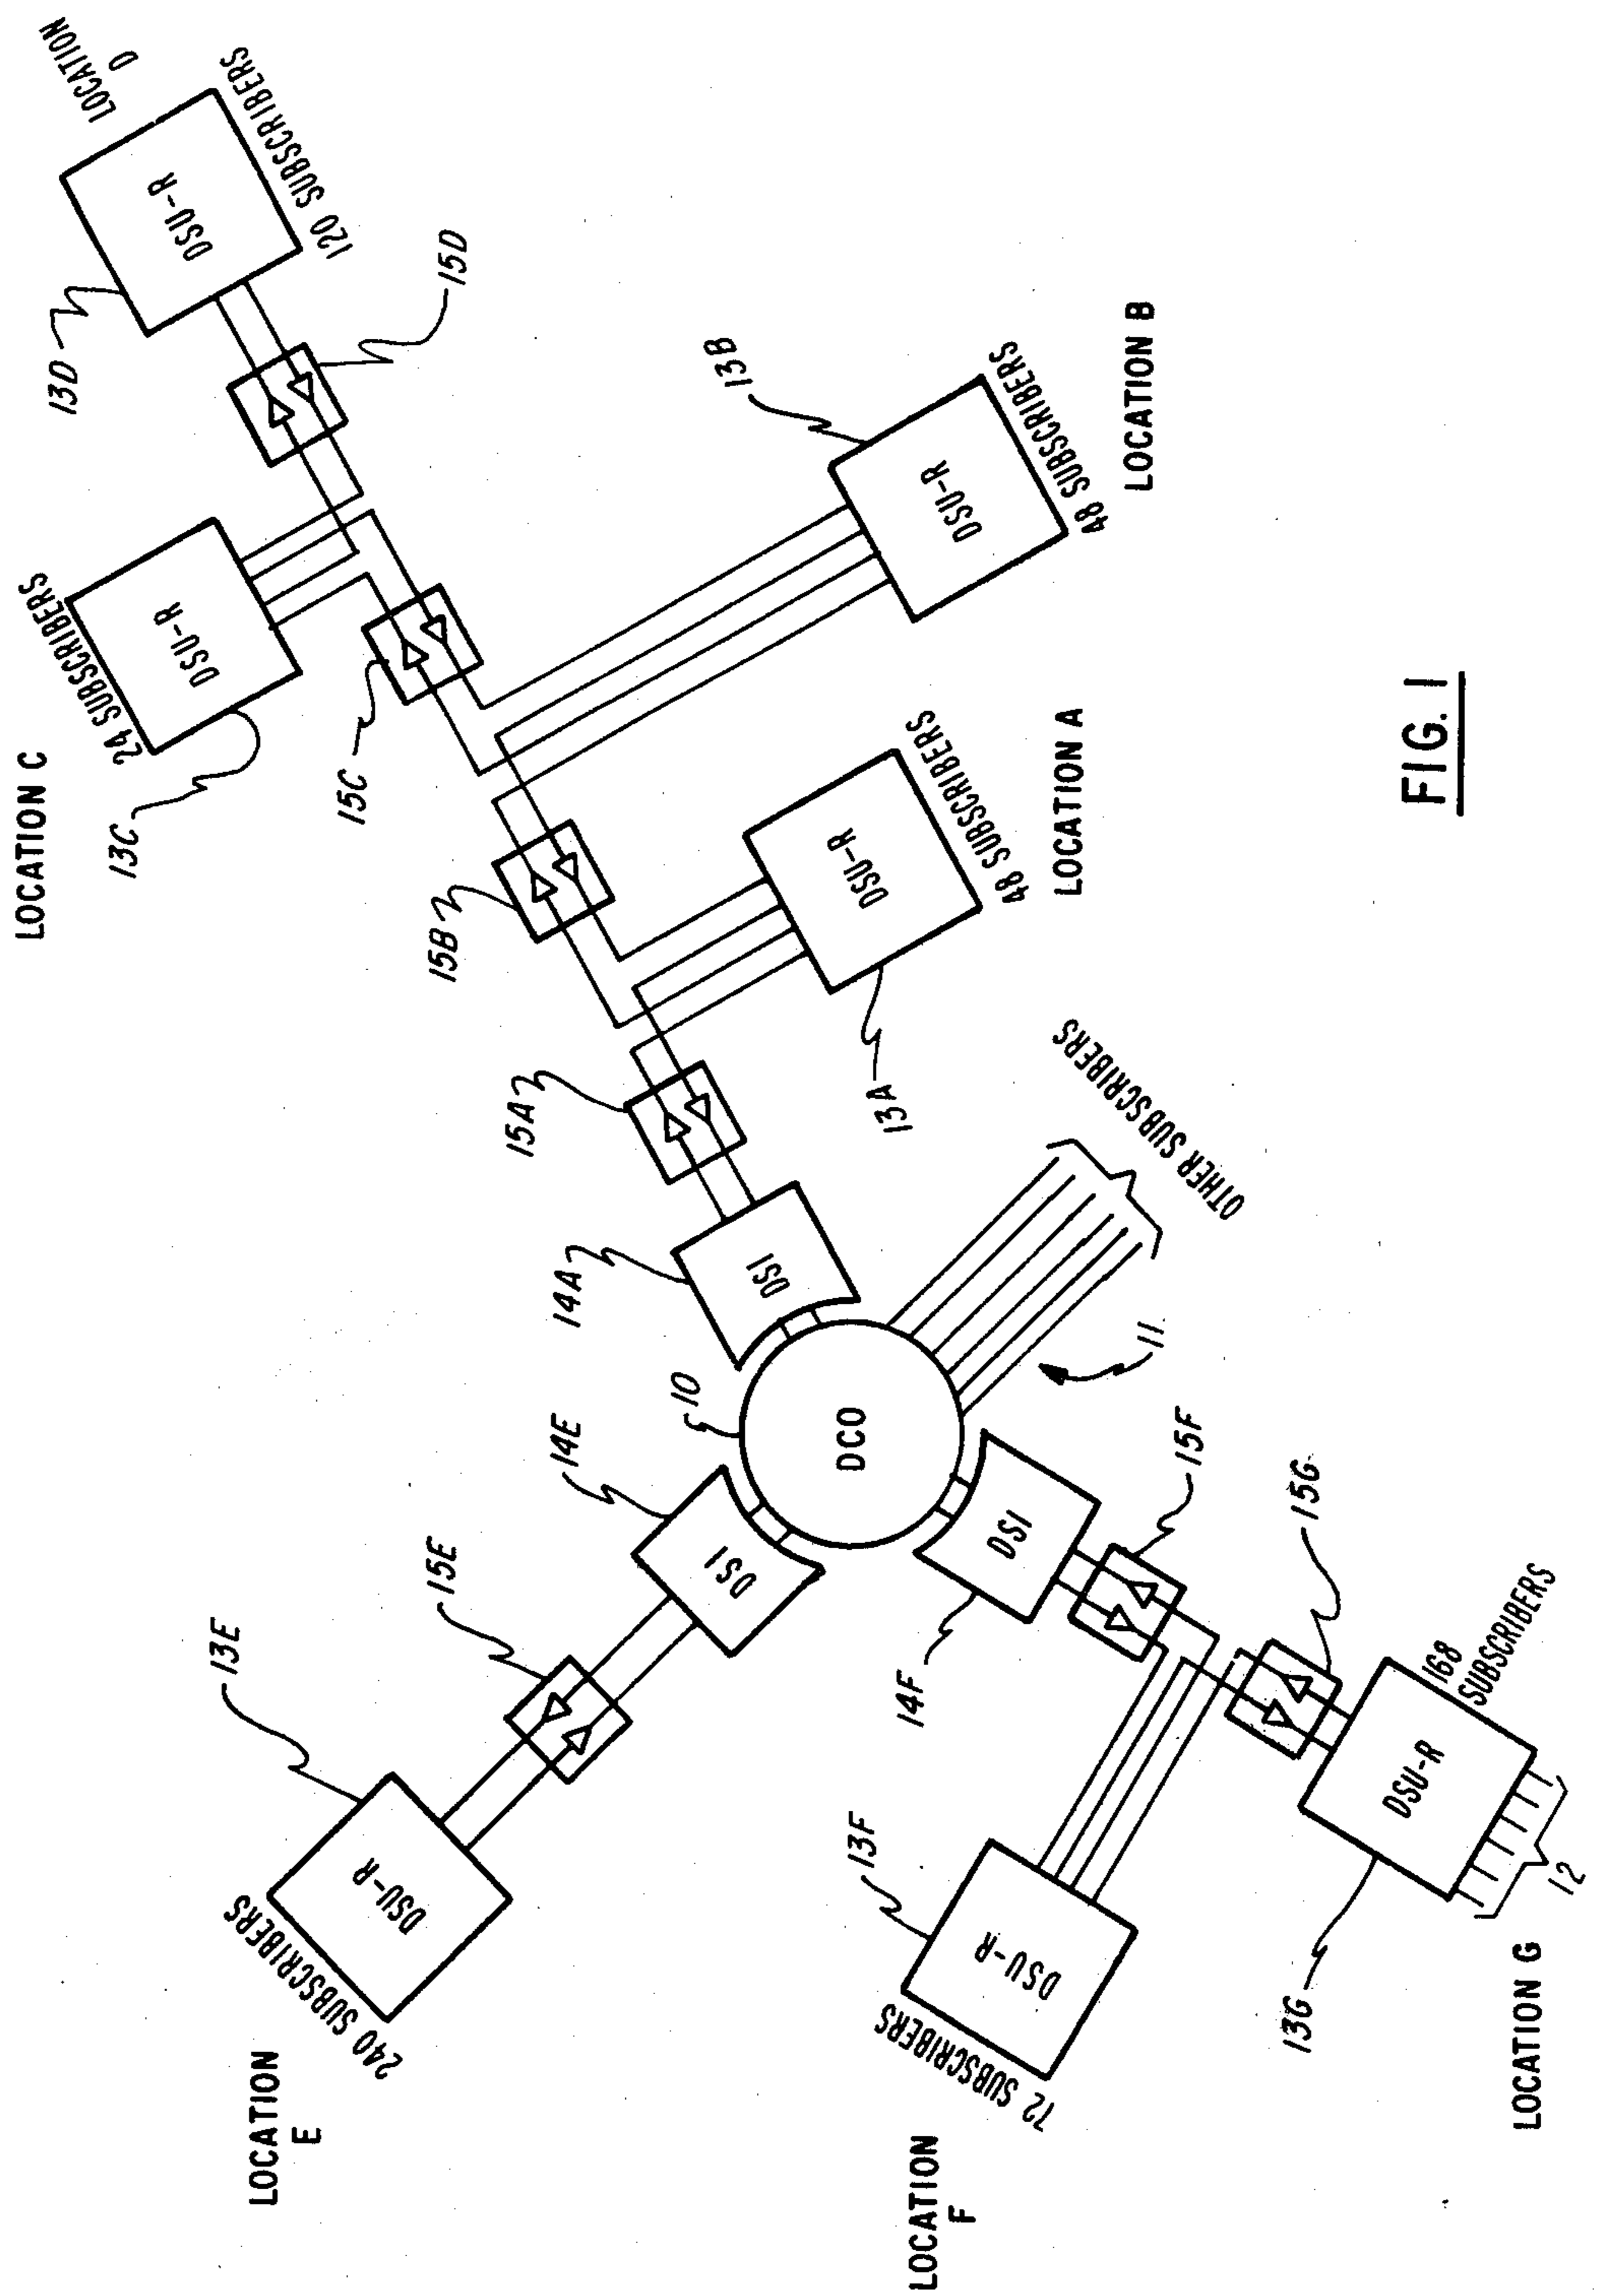 LOCATION C
24 SUBSCRIBERS
DSU-R
13C
LOCATION
D
DSU-R
120 SUBSCRIBERS
13D
15D
15C
13B
DSU-R
48 SUBSCRIBERS
LOCATION B
15B
DSU-R
48 SUBSCRIBERS
LOCATION A
13A
15A
14A
DSI
OTHER SUBSCRIBERS
11
10
DCO
14E
DSI
15E
13E
DSU-R
240 SUBSCRIBERS
LOCATION
E
DSI
14F
15F
15G
13F
DSU-R
72 SUBSCRIBERS
LOCATION
F
168
SUBSCRIBERS
DSU-R
12
13G
LOCATION G
FIG. 1